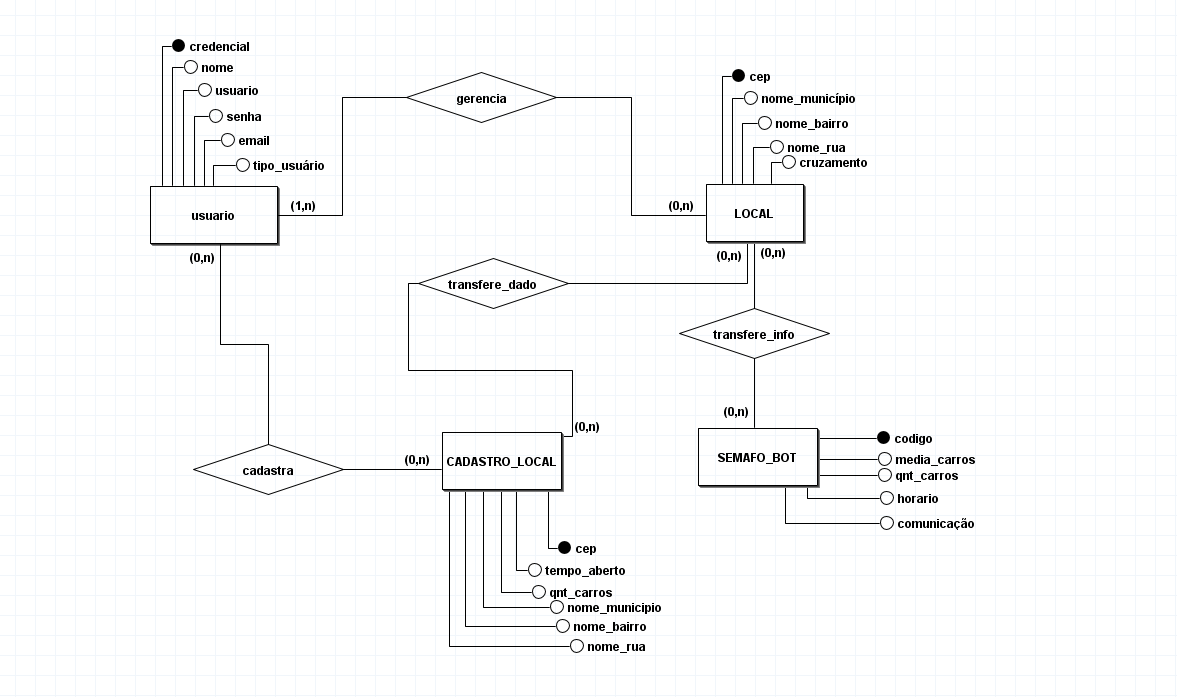 credencial
nome
usuario
senha
email
tipo_usuário
usuario
(1,n)
(0,n)
gerencia
cep
nome_município
nome_bairro
nome_rua
cruzamento
LOCAL
(0,n)
(0,n)
(0,n)
transfere_dado
transfere_info
(0,n)
(0,n)
cadastra
(0,n)
CADASTRO_LOCAL
SEMAFO_BOT
codigo
media_carros
qnt_carros
horario
comunicação
cep
tempo_aberto
qnt_carros
nome_municipio
nome_bairro
nome_rua